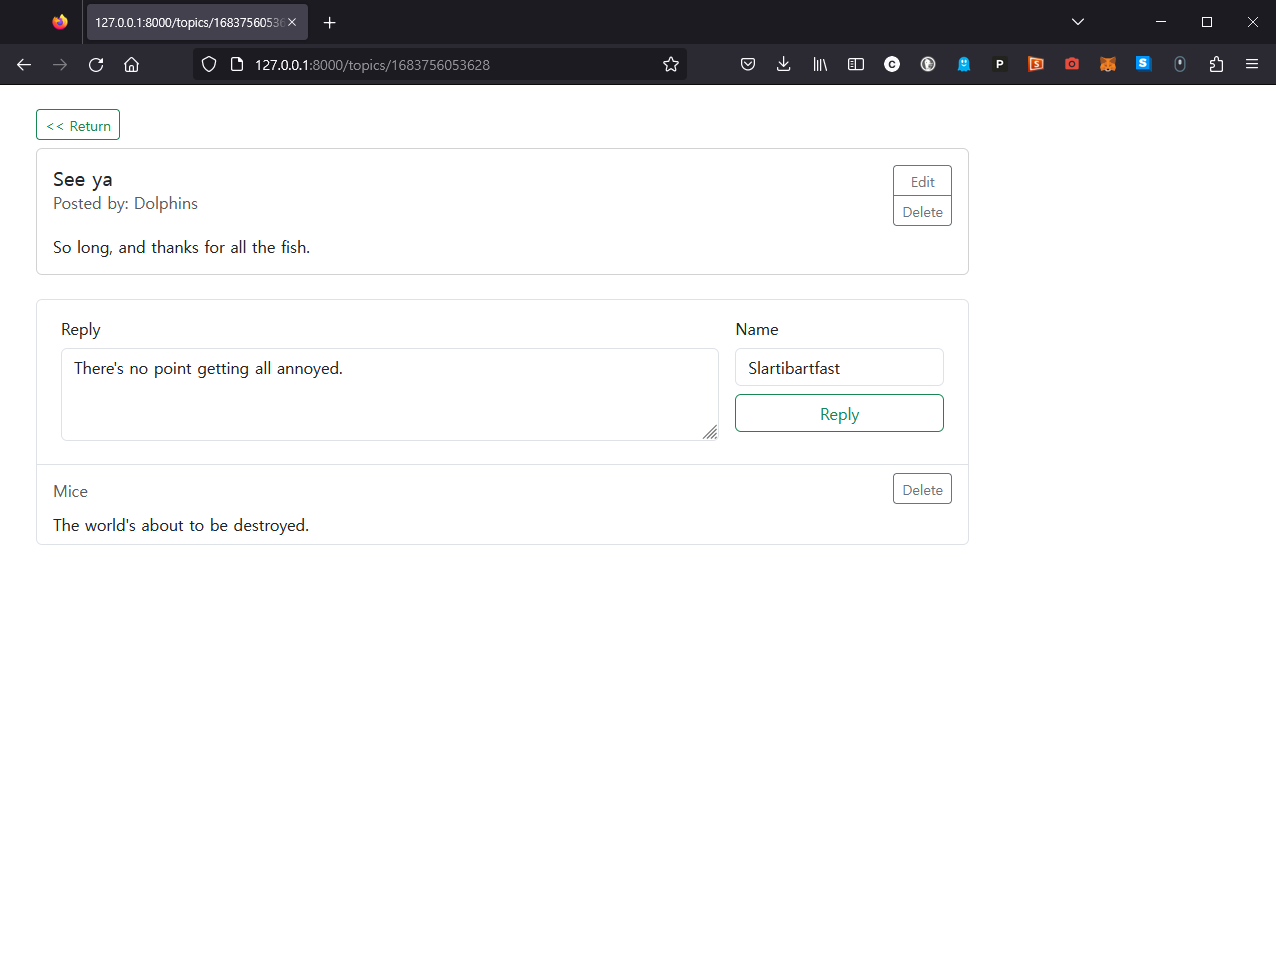 127.0.0.1:8000/topics/16837560536
127.0.0.1:8000/topics/1683756053628
<< Return
See ya
Edit
Posted by: Dolphins
Delete
So long, and thanks for all the fish.
Reply
Name
There's no point getting all annoyed.
Slartibartfast
Reply
Mice
Delete
The world's about to be destroyed.